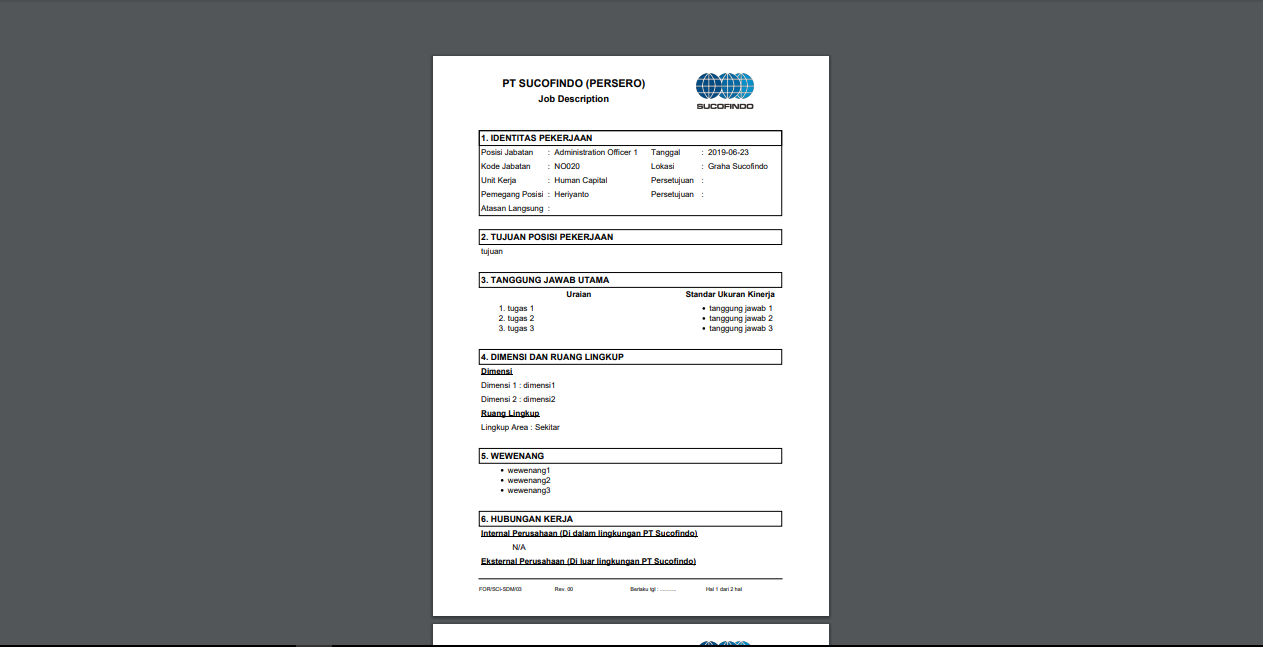 PT SUCOFINDO (PERSERO)
Job Description
SUCOFINDO
1. IDENTITAS PEKERJAAN
Posisi Jabatan : Administration Officer 1 Tanggal : 2019-06-23
Kode Jabatan : NO020 Lokasi : Graha Sucofindo
Unit Kerja : Human Capital Persetujuan :
Pemegang Posisi : Heriyanto Persetujuan :
Atasan Langsung :
2. TUJUAN POSISI PEKERJAAN
tujuan
3. TANGGUNG JAWAB UTAMA
Uraian Standar Ukuran Kinerja
1. tugas 1 • tanggung jawab 1
2. tugas 2 • tanggung jawab 2
3. tugas 3 • tanggung jawab 3
4. DIMENSI DAN RUANG LINGKUP
Dimensi
Dimensi 1 : dimensi1
Dimensi 2 : dimensi2
Ruang Lingkup
Lingkup Area : Sekitar
5. WEWENANG
• wewenang1
• wewenang2
• wewenang3
6. HUBUNGAN KERJA
Internal Perusahaan (Di dalam lingkungan PT Sucofindo)
N/A
Eksternal Perusahaan (Di luar lingkungan PT Sucofindo)
FOR/SCI-SDM/03 Rev. 00 Berlaku tgl : ............ Hal 1 dari 2 hal